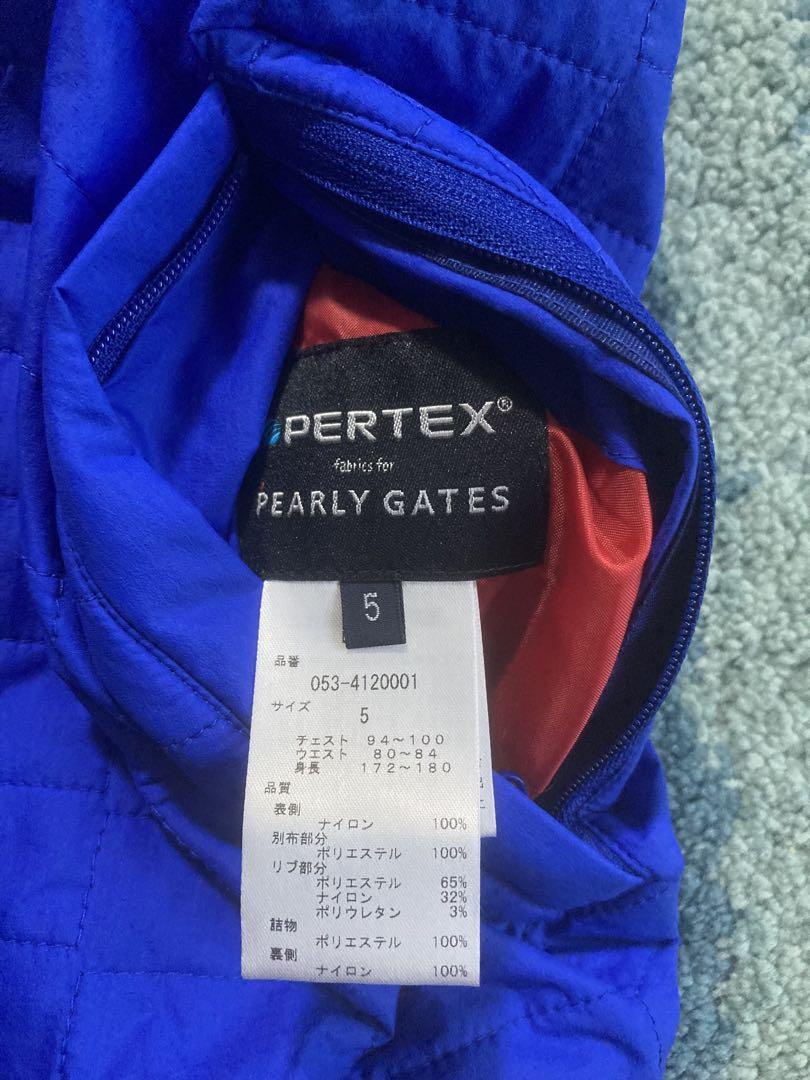 PERTEX®
fabrics for
PEARLY GATES
5
品番
053-4120001
サイズ
5
チェスト 94～100
ウエスト 80～84
身長 172～180
品質
表側
ナイロン 100%
別布部分
ポリエステル 100%
リブ部分
ポリエステル 65%
ナイロン 32%
ポリウレタン 3%
詰物
ポリエステル 100%
裏側
ナイロン 100%